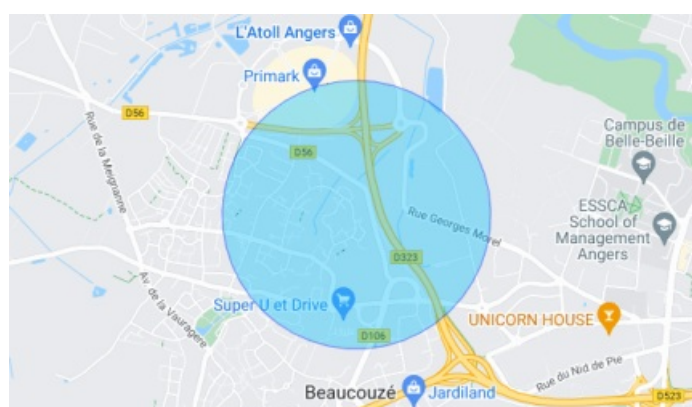 L'Atoll Angers
Primark
D56
Rue de la Meignanne
D56
Campus de
Belle-Beille
ESSCA
School of
Management
Angers
Rue Georges Morel
D323
Av. de la Vauragère
Super U et Drive
UNICORN HOUSE
D106
Rue du Nid de Pie
Beaucouzé
Jardiland
D523